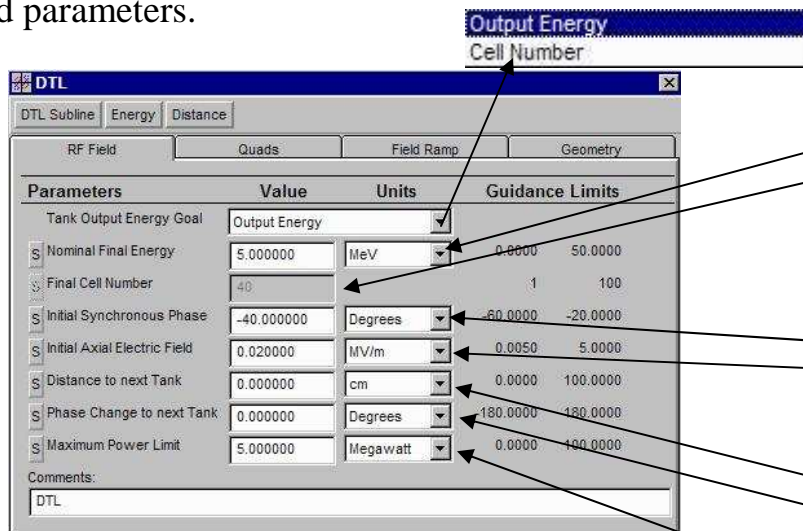 d parameters.
Output Energy
Cell Number
DTL
DTL Subline Energy Distance
RF Field Quads Field Ramp Geometry
Parameters Value Units Guidance Limits
Tank Output Energy Goal Output Energy
S Nominal Final Energy 5.000000 MeV 0.0000 50.0000
S Final Cell Number 40 1 100
S Initial Synchronous Phase -40.000000 Degrees -60.0000 -20.0000
S Initial Axial Electric Field 0.020000 MV/m 0.0050 5.0000
S Distance to next Tank 0.000000 cm 0.0000 100.0000
S Phase Change to next Tank 0.000000 Degrees -180.0000 180.0000
S Maximum Power Limit 5.000000 Megawatt 0.0000 100.0000
Comments:
DTL